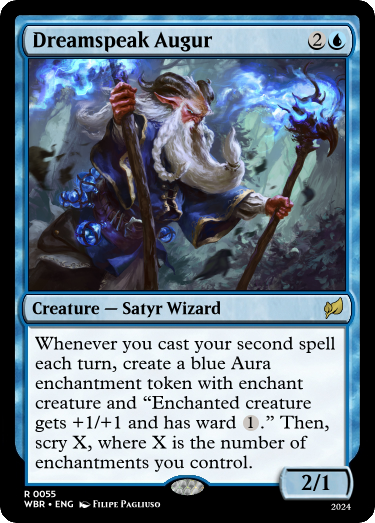 Dreamspeak Augur 2
Creature — Satyr Wizard
Whenever you cast your second spell
each turn, create a blue Aura
enchantment token with enchant
creature and “Enchanted creature
gets +1/+1 and has ward 1.” Then,
scry X, where X is the number of
enchantments you control.
2/1
R 0055
WBR • ENG Filipe Pagliuso
2024